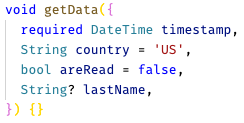 void getData({
  required DateTime timestamp,
  String country = 'US',
  bool areRead = false,
  String? lastName,
}) {}